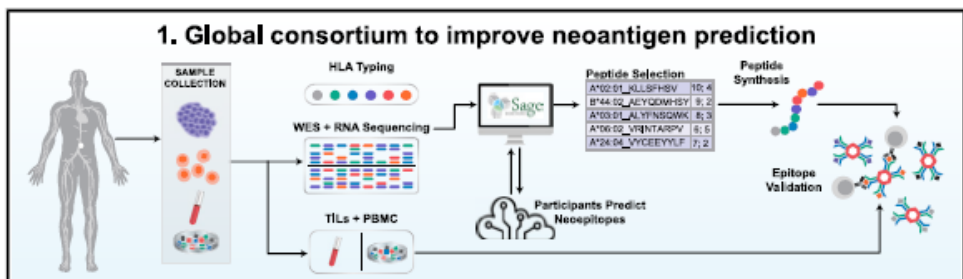 1. Global consortium to improve neoantigen prediction
SAMPLE
COLLECTION
HLA Typing
WES + RNA Sequencing
TILs + PBMC
Sage
Participants Predict
Neoepitopes
Peptide Selection
A*02:01_KLLSFHSV 10; 4
B*44:02_AEYQDMHSY 9; 2
A*03:01_ALYFNSQWK 8; 3
A*06:02_VRINTARPV 6; 5
A*24:04_VYCEEYYLF 7; 2
Peptide
Synthesis
Epitope
Validation